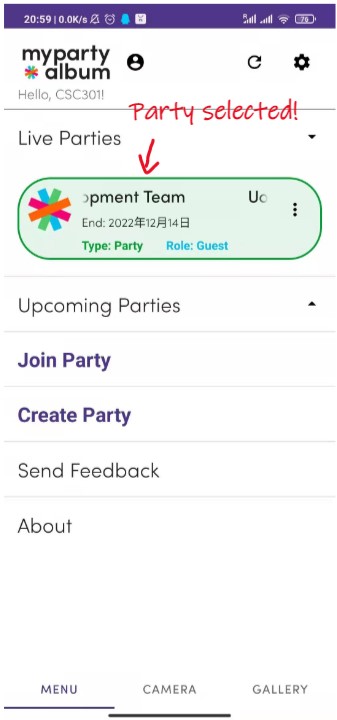 20:59 | 0.0K/s
70
myparty
album
Hello, CSC301!
Party selected!
Live Parties
opment Team
End: 2022年12月14日
Type: Party Role: Guest
Upcoming Parties
Join Party
Create Party
Send Feedback
About
MENU CAMERA GALLERY